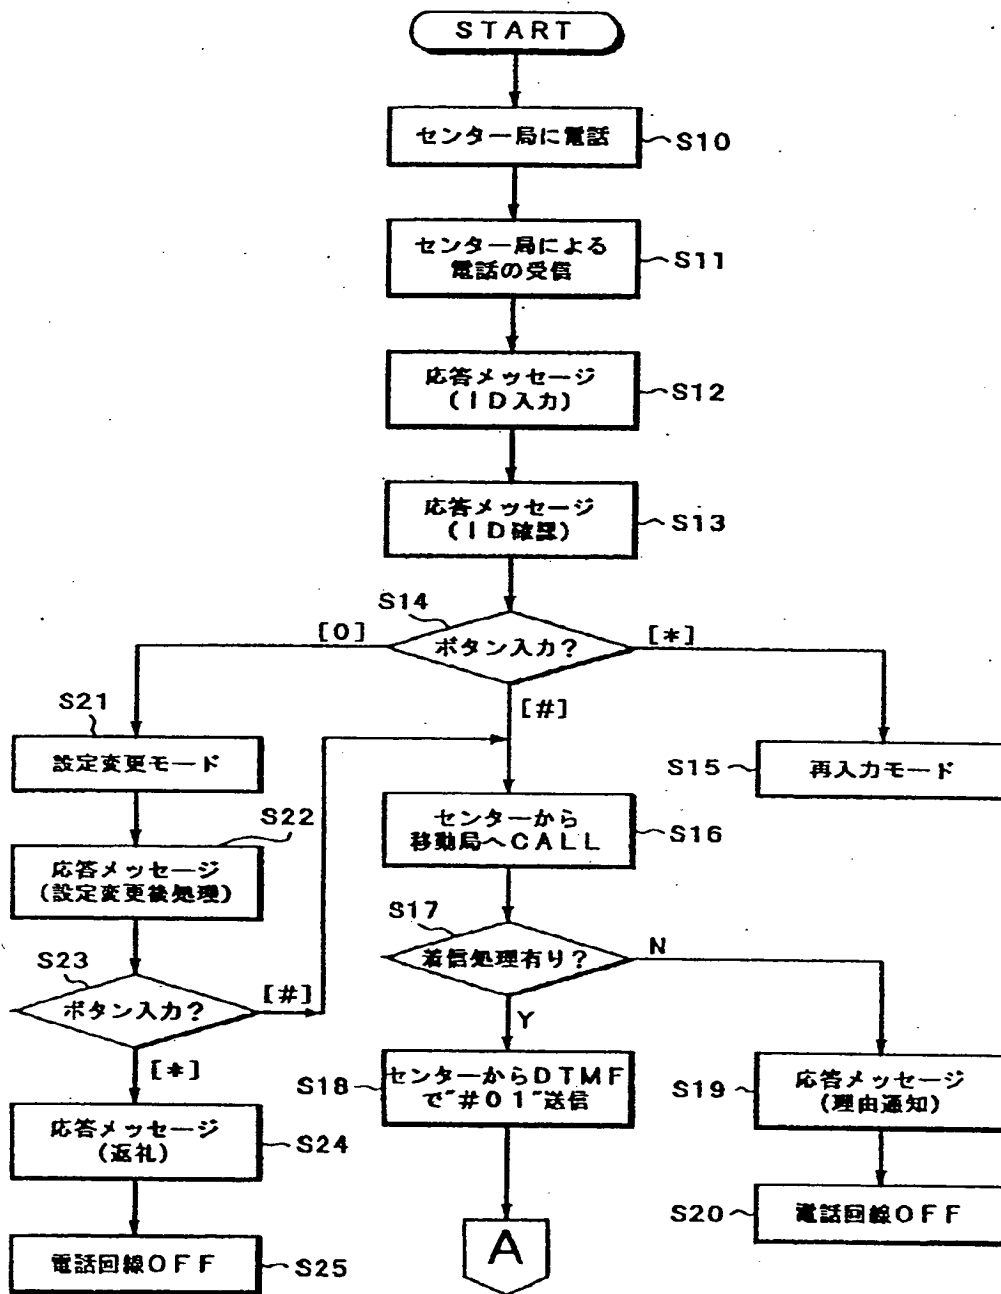 START
センター局に電話
S10
センター局による
電話の受信
S11
応答メッセージ
(ID入力)
S12
応答メッセージ
(ID確認)
S13
S14
ボタン入力?
[0]
[*]
[#]
S21
設定変更モード
S15
再入力モード
S22
応答メッセージ
(設定変更後処理)
センターから
移動局へCALL
S16
S17
着信処理有り?
N
Y
S23
ボタン入力?
[#]
[*]
S18
センターからDTMF
で"#01"送信
S19
応答メッセージ
(理由通知)
応答メッセージ
(返礼)
S24
S20
電話回線OFF
電話回線OFF
S25
A